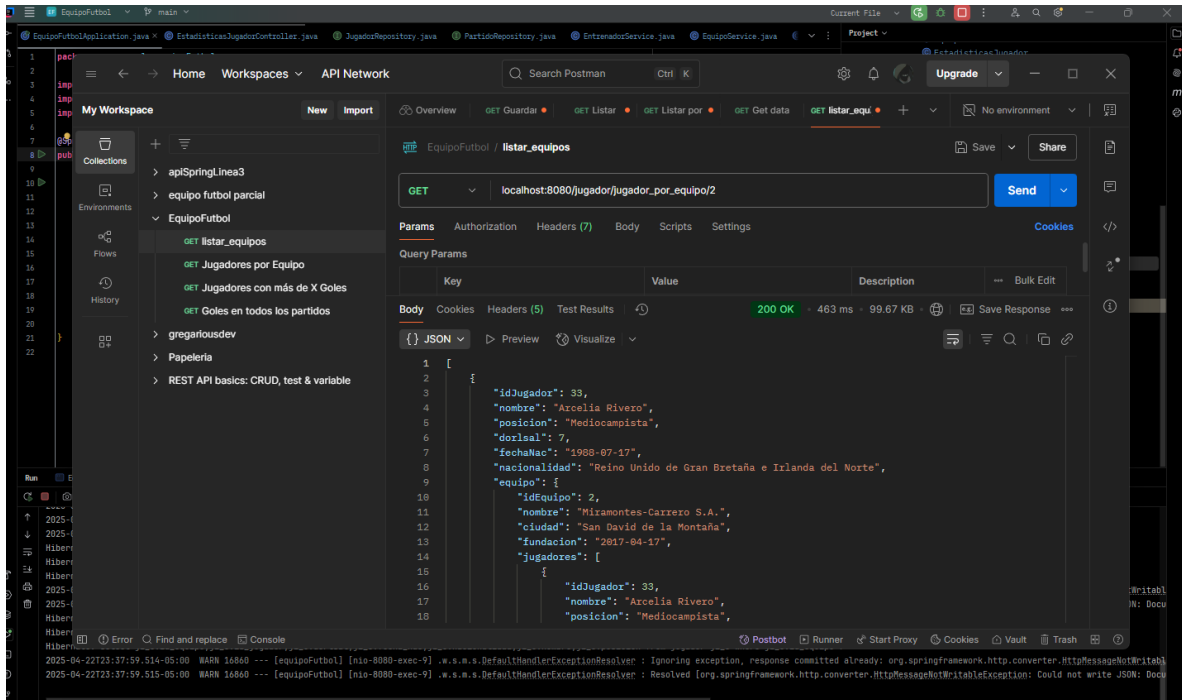 EquipoFutbol
main
Current File
EquipoFutbolApplication.java
EstadisticasJugadorController.java
JugadorRepository.java
PartidoRepository.java
EntrenadorService.java
EquipoService.java
Project
EstadisticasJugador
Home Workspaces API Network
Search Postman Ctrl K
Upgrade
My Workspace New Import
Overview GET Guardar GET Listar GET Listar por GET Get data GET listar_equi No environment
Collections
Environments
Flows
History
apiSpringLinea3
equipo futbol parcial
EquipoFutbol
GET listar_equipos
GET Jugadores por Equipo
GET Jugadores con más de X Goles
GET Goles en todos los partidos
gregariousdev
Papeleria
REST API basics: CRUD, test & variable
HTTP EquipoFutbol / listar_equipos Save Share
GET localhost:8080/jugador/jugador_por_equipo/2 Send
Params Authorization Headers (7) Body Scripts Settings Cookies
Query Params
Key Value Description Bulk Edit
Body Cookies Headers (5) Test Results 200 OK 463 ms 99.67 KB Save Response
{} JSON Preview Visualize
1 [
2 {
3 "idJugador": 33,
4 "nombre": "Arcelia Rivero",
5 "posicion": "Mediocampista",
6 "dorlsal": 7,
7 "fechaNac": "1988-07-17",
8 "nacionalidad": "Reino Unido de Gran Bretaña e Irlanda del Norte",
9 "equipo": {
10 "idEquipo": 2,
11 "nombre": "Miramontes-Carrero S.A.",
12 "ciudad": "San David de la Montaña",
13 "fundacion": "2017-04-17",
14 "jugadores": [
15 {
16 "idJugador": 33,
17 "nombre": "Arcelia Rivero",
18 "posicion": "Mediocampista",
Error Find and replace Console Postbot Runner Start Proxy Cookies Vault Trash
Run
2025-04-22T23:37:59.514-05:00 WARN 16860 --- [equipoFutbol] [nio-8080-exec-9] .w.s.m.s.DefaultHandlerExceptionResolver : Ignoring exception, response committed already: org.springframework.http.converter.HttpMessageNotWritabl
2025-04-22T23:37:59.515-05:00 WARN 16860 --- [equipoFutbol] [nio-8080-exec-9] .w.s.m.s.DefaultHandlerExceptionResolver : Resolved [org.springframework.http.converter.HttpMessageNotWritableException: Could not write JSON: Docu